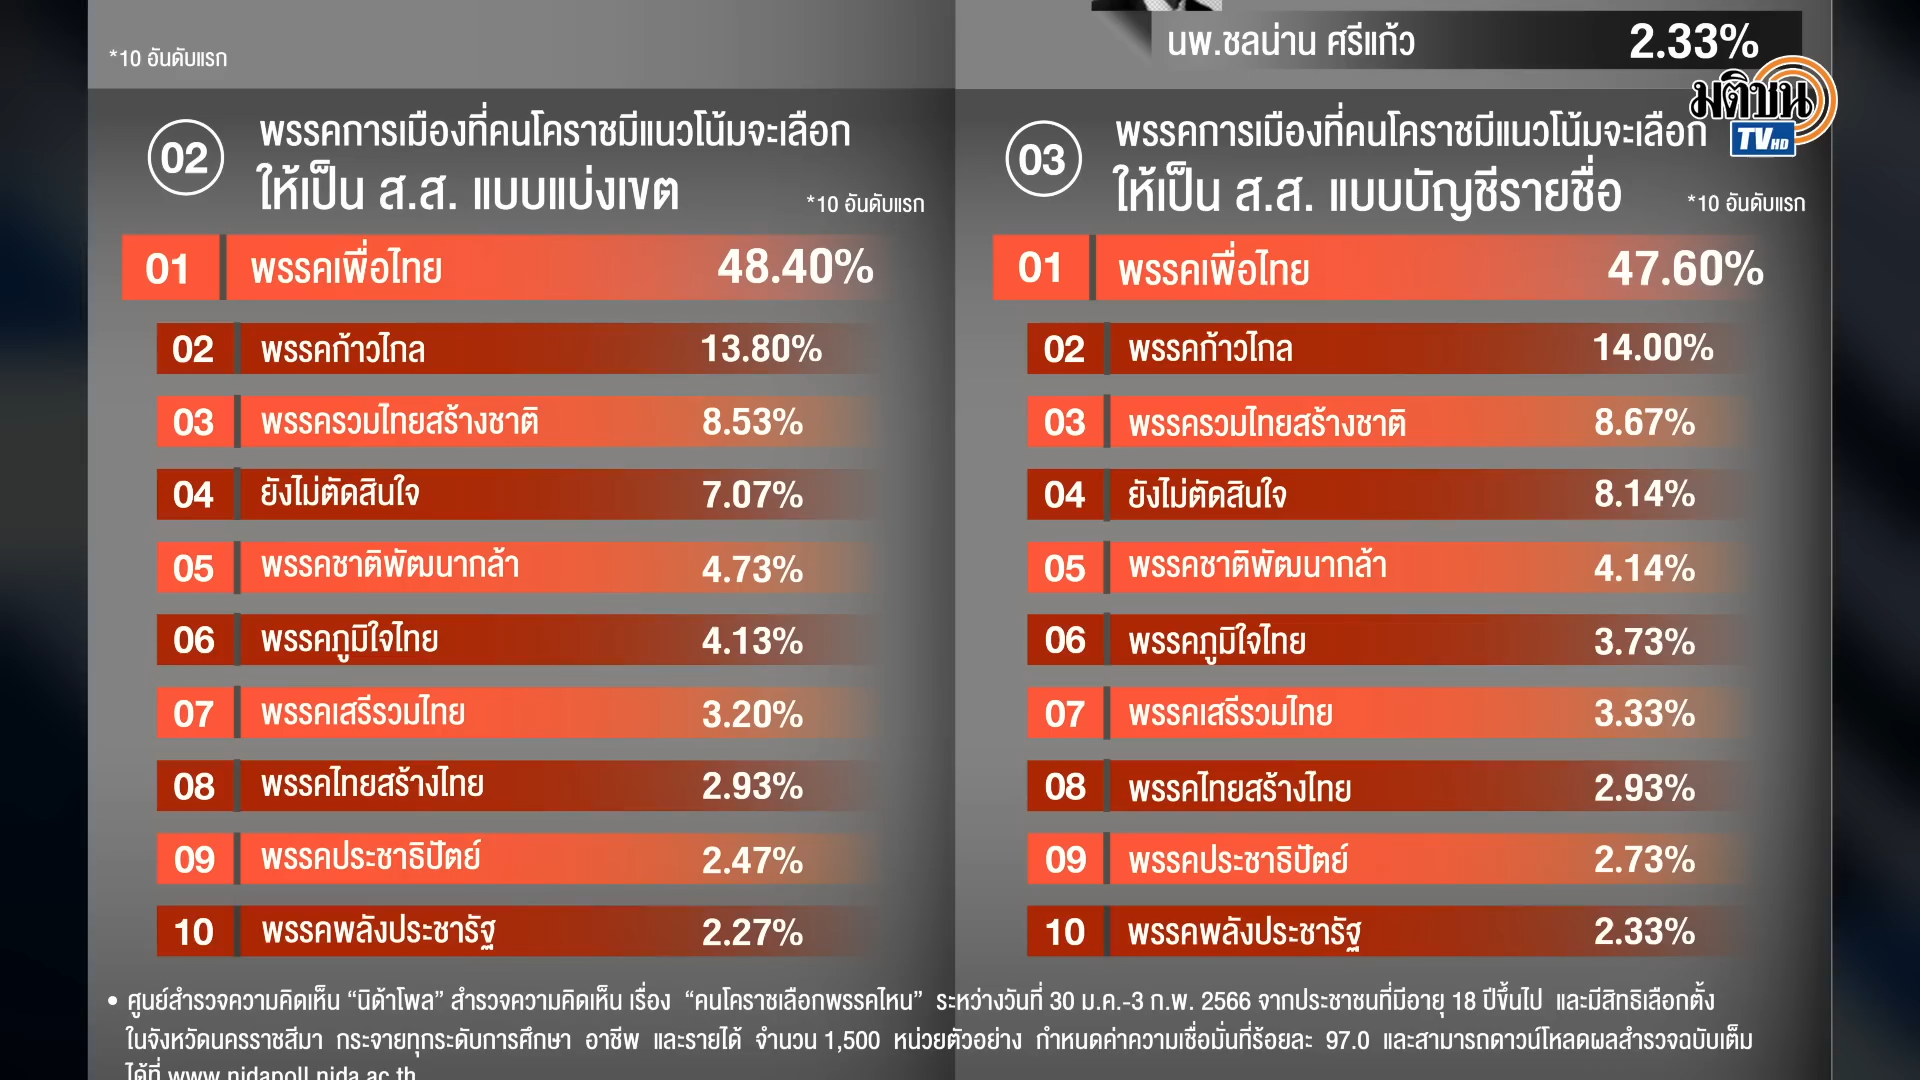 *10 อันดับแรก
นพ.ชลน่าน ศรีแก้ว 2.33%
มติชน
TV HD
02 พรรคการเมืองที่คนโคราชมีแนวโน้มจะเลือก
ให้เป็น ส.ส. แบบแบ่งเขต *10 อันดับแรก
01 พรรคเพื่อไทย 48.40%
02 พรรคก้าวไกล 13.80%
03 พรรครวมไทยสร้างชาติ 8.53%
04 ยังไม่ตัดสินใจ 7.07%
05 พรรคชาติพัฒนากล้า 4.73%
06 พรรคภูมิใจไทย 4.13%
07 พรรคเสรีรวมไทย 3.20%
08 พรรคไทยสร้างไทย 2.93%
09 พรรคประชาธิปัตย์ 2.47%
10 พรรคพลังประชารัฐ 2.27%
03 พรรคการเมืองที่คนโคราชมีแนวโน้มจะเลือก
ให้เป็น ส.ส. แบบบัญชีรายชื่อ *10 อันดับแรก
01 พรรคเพื่อไทย 47.60%
02 พรรคก้าวไกล 14.00%
03 พรรครวมไทยสร้างชาติ 8.67%
04 ยังไม่ตัดสินใจ 8.14%
05 พรรคชาติพัฒนากล้า 4.14%
06 พรรคภูมิใจไทย 3.73%
07 พรรคเสรีรวมไทย 3.33%
08 พรรคไทยสร้างไทย 2.93%
09 พรรคประชาธิปัตย์ 2.73%
10 พรรคพลังประชารัฐ 2.33%
• ศูนย์สำรวจความคิดเห็น “นิด้าโพล” สำรวจความคิดเห็น เรื่อง “คนโคราชเลือกพรรคไหน” ระหว่างวันที่ 30 ม.ค.-3 ก.พ. 2566 จากประชาชนที่มีอายุ 18 ปีขึ้นไป และมีสิทธิเลือกตั้ง
ในจังหวัดนครราชสีมา กระจายทุกระดับการศึกษา อาชีพ และรายได้ จำนวน 1,500 หน่วยตัวอย่าง กำหนดค่าความเชื่อมั่นที่ร้อยละ 97.0 และสามารถดาวน์โหลดผลสำรวจฉบับเต็ม
ได้ที่ www.nidapoll.nida.ac.th